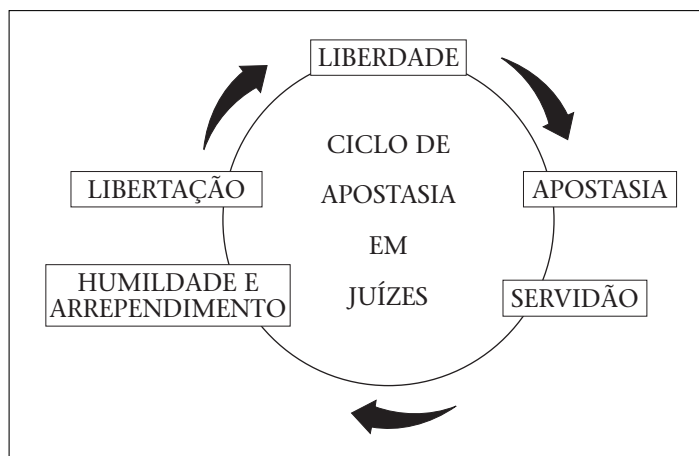 LIBERDADE
CICLO DE
APOSTASIA
EM
JUÍZES
APOSTASIA
SERVIDÃO
HUMILDADE E
ARREPENDIMENTO
LIBERTAÇÃO